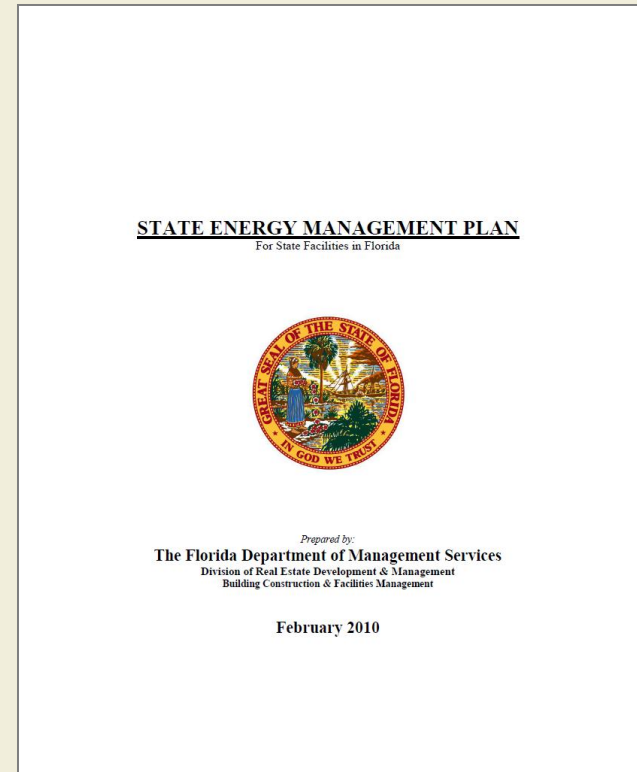 STATE ENERGY MANAGEMENT PLAN
For State Facilities in Florida
GREAT SEAL OF THE STATE OF FLORIDA
IN GOD WE TRUST
Prepared by:
The Florida Department of Management Services
Division of Real Estate Development & Management
Building Construction & Facilities Management
February 2010